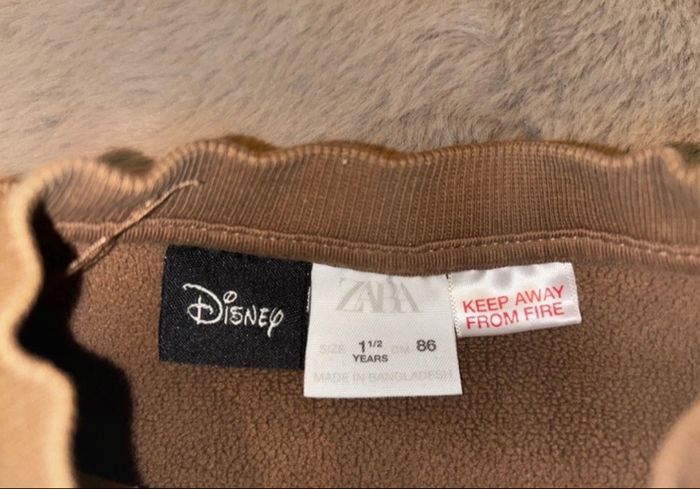 Disney
ZARA
SIZE 1 1/2 YEARS CM 86
MADE IN BANGLADESH
KEEP AWAY
FROM FIRE